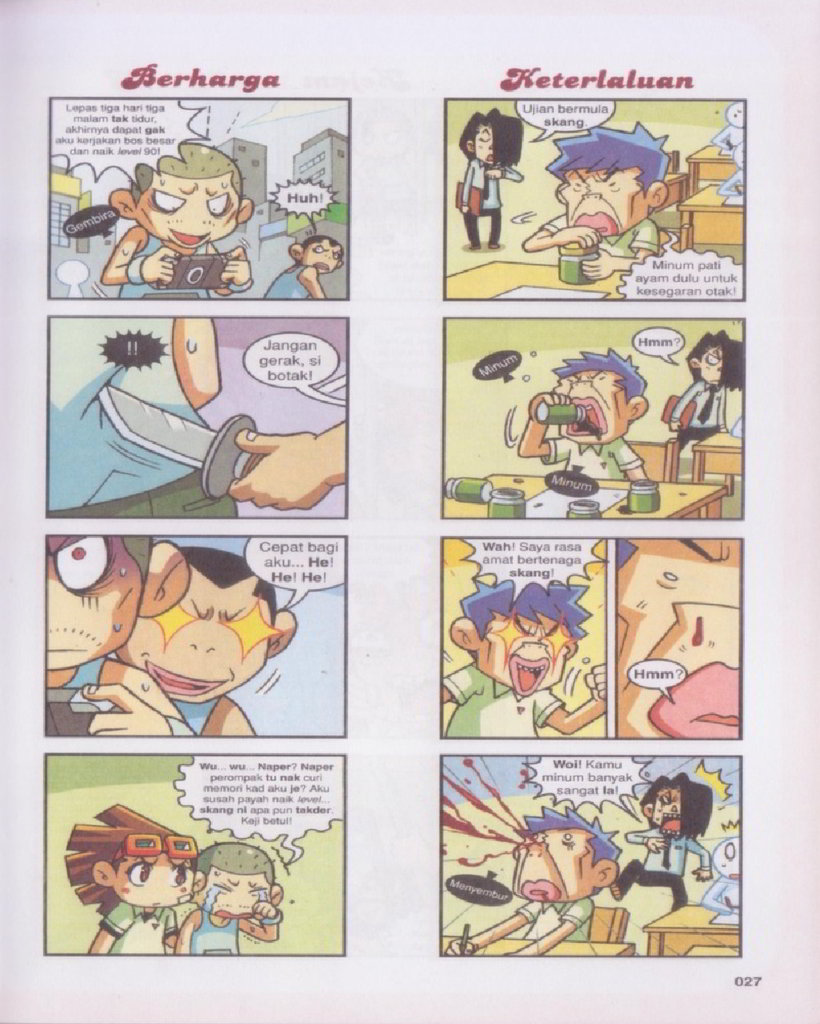 Berharga
Lepas tiga hari tiga
malam tak tidur,
akhirnya dapat gak
aku kerjakan bos besar
dan naik level 90!
Gembira
Huh!
!!
Jangan
gerak, si
botak!
Cepat bagi
aku... He!
He! He!
Wu... wu... Naper? Naper
perompak tu nak curi
memori kad aku je? Aku
susah payah naik level...
skang ni apa pun takder.
Keji betul!
Keterlaluan
Ujian bermula
skang.
Minum pati
ayam dulu untuk
kesegaran otak!
Minum
Hmm?
Minum
Wah! Saya rasa
amat bertenaga
skang!
Hmm?
Woi! Kamu
minum banyak
sangat la!
Menyembur
027